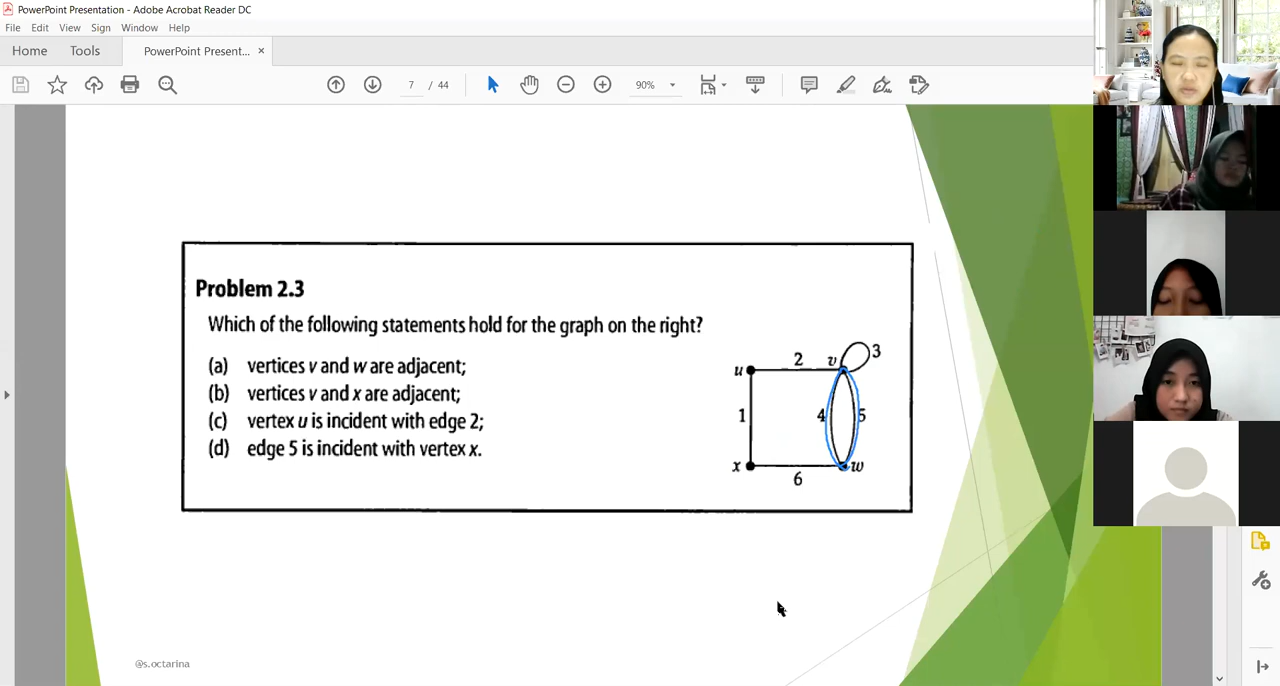 PowerPoint Presentation - Adobe Acrobat Reader DC
File Edit View Sign Window Help
Home Tools PowerPoint Present... ×
7 / 44 90%
Problem 2.3
Which of the following statements hold for the graph on the right?
(a) vertices v and w are adjacent;
(b) vertices v and x are adjacent;
(c) vertex u is incident with edge 2;
(d) edge 5 is incident with vertex x.
u 2 v 3
1 4 5
x 6 w
@s.octarina